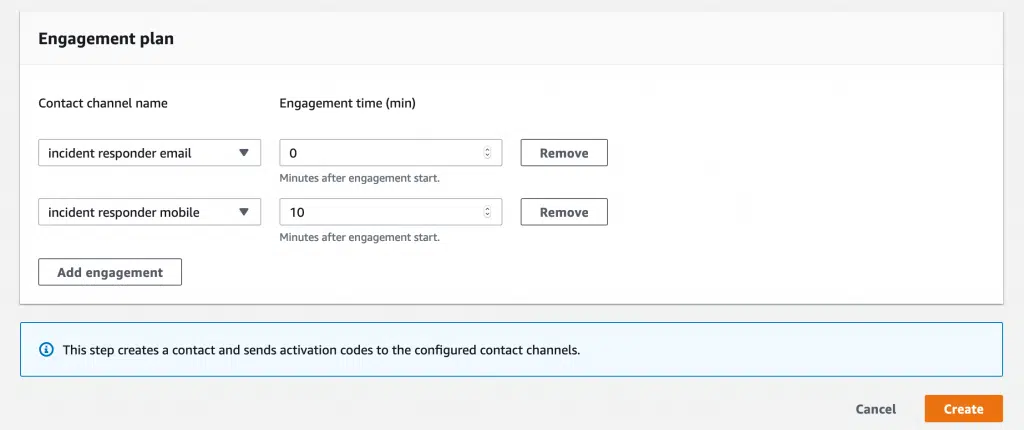 Engagement plan
Contact channel name Engagement time (min)
incident responder email 0 Remove
Minutes after engagement start.
incident responder mobile 10 Remove
Minutes after engagement start.
Add engagement
This step creates a contact and sends activation codes to the configured contact channels.
Cancel Create